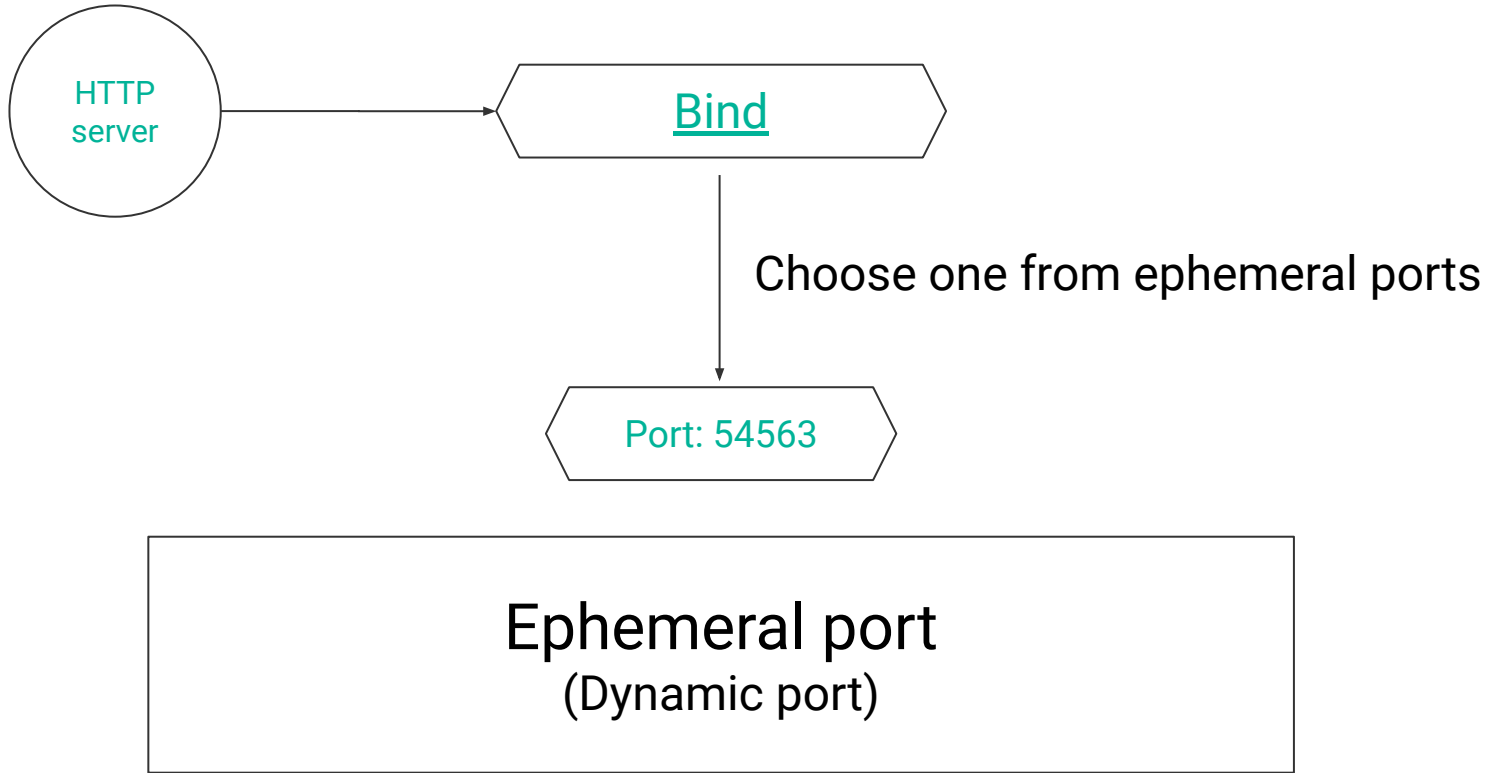 HTTP
server
Bind
Choose one from ephemeral ports
Port: 54563
Ephemeral port
(Dynamic port)